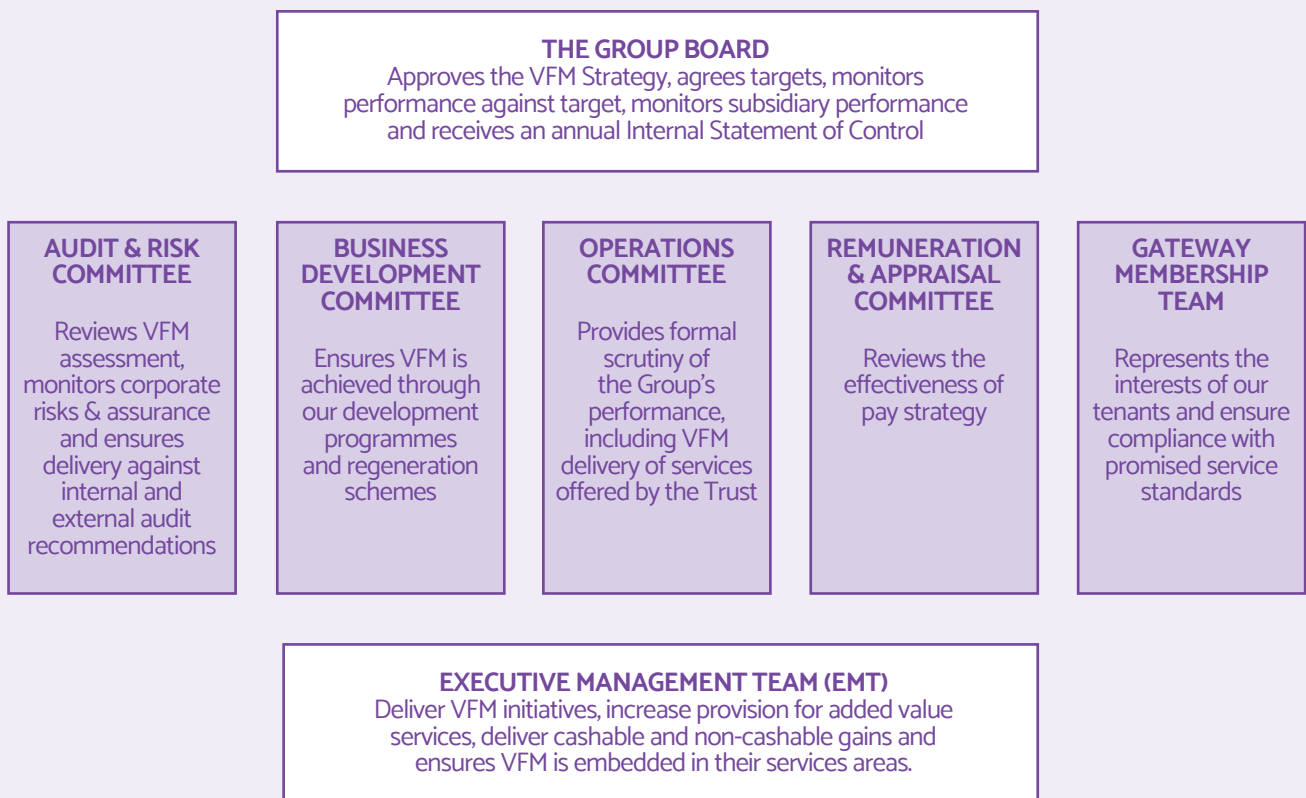 THE GROUP BOARD
Approves the VFM Strategy, agrees targets, monitors
performance against target, monitors subsidiary performance
and receives an annual Internal Statement of Control
AUDIT & RISK
COMMITTEE
Reviews VFM
assessment,
monitors corporate
risks & assurance
and ensures
delivery against
internal and
external audit
recommendations
BUSINESS
DEVELOPMENT
COMMITTEE
Ensures VFM is
achieved through
our development
programmes
and regeneration
schemes
OPERATIONS
COMMITTEE
Provides formal
scrutiny of
the Group's
performance,
including VFM
delivery of services
offered by the Trust
REMUNERATION
& APPRAISAL
COMMITTEE
Reviews the
effectiveness of
pay strategy
GATEWAY
MEMBERSHIP
TEAM
Represents the
interests of our
tenants and ensure
compliance with
promised service
standards
EXECUTIVE MANAGEMENT TEAM (EMT)
Deliver VFM initiatives, increase provision for added value
services, deliver cashable and non-cashable gains and
ensures VFM is embedded in their services areas.